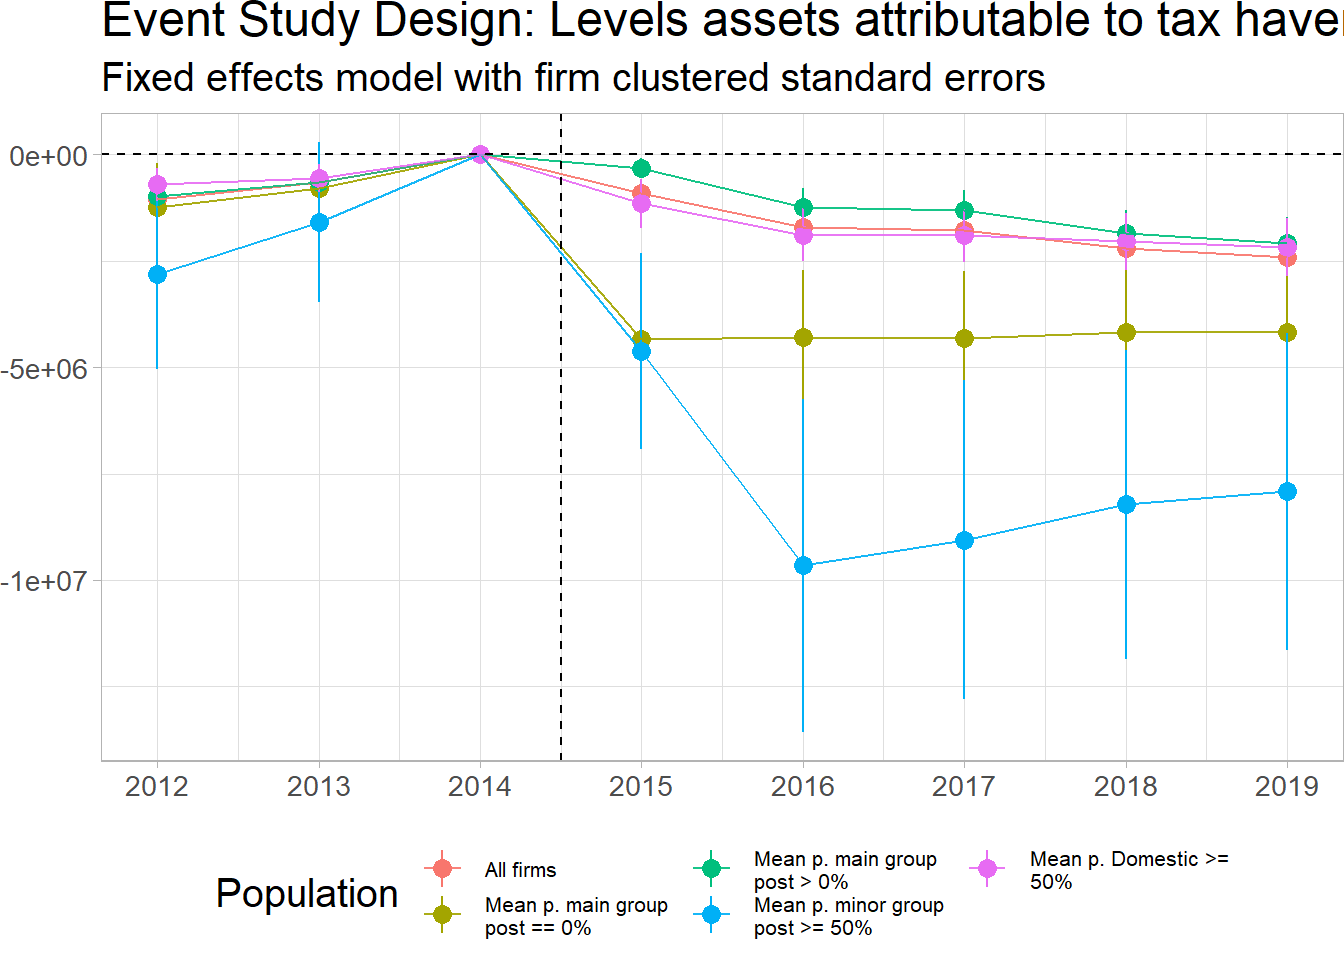 Event Study Design: Levels assets attributable to tax haven
Fixed effects model with firm clustered standard errors
0e+00
-5e+06
-1e+07
2012 2013 2014 2015 2016 2017 2018 2019
Population
All firms
Mean p. main group
post == 0%
Mean p. main group
post > 0%
Mean p. minor group
post >= 50%
Mean p. Domestic >=
50%